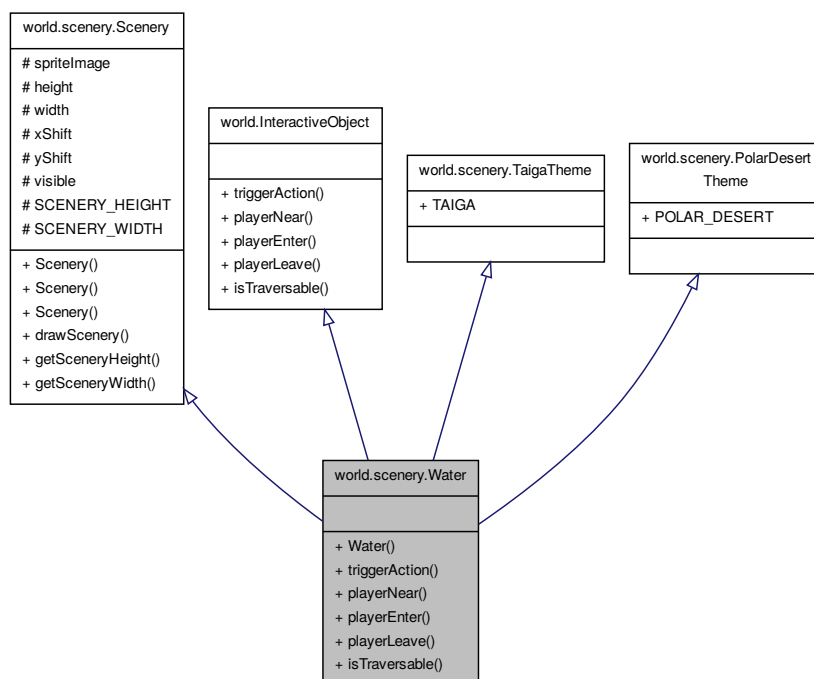 world.scenery.Scenery
# spriteImage
# height
# width
# xShift
# yShift
# visible
# SCENERY_HEIGHT
# SCENERY_WIDTH
+ Scenery()
+ Scenery()
+ Scenery()
+ drawScenery()
+ getSceneryHeight()
+ getSceneryWidth()
world.InteractiveObject
+ triggerAction()
+ playerNear()
+ playerEnter()
+ playerLeave()
+ isTraversable()
world.scenery.TaigaTheme
+ TAIGA
world.scenery.PolarDesert
Theme
+ POLAR_DESERT
world.scenery.Water
+ Water()
+ triggerAction()
+ playerNear()
+ playerEnter()
+ playerLeave()
+ isTraversable()